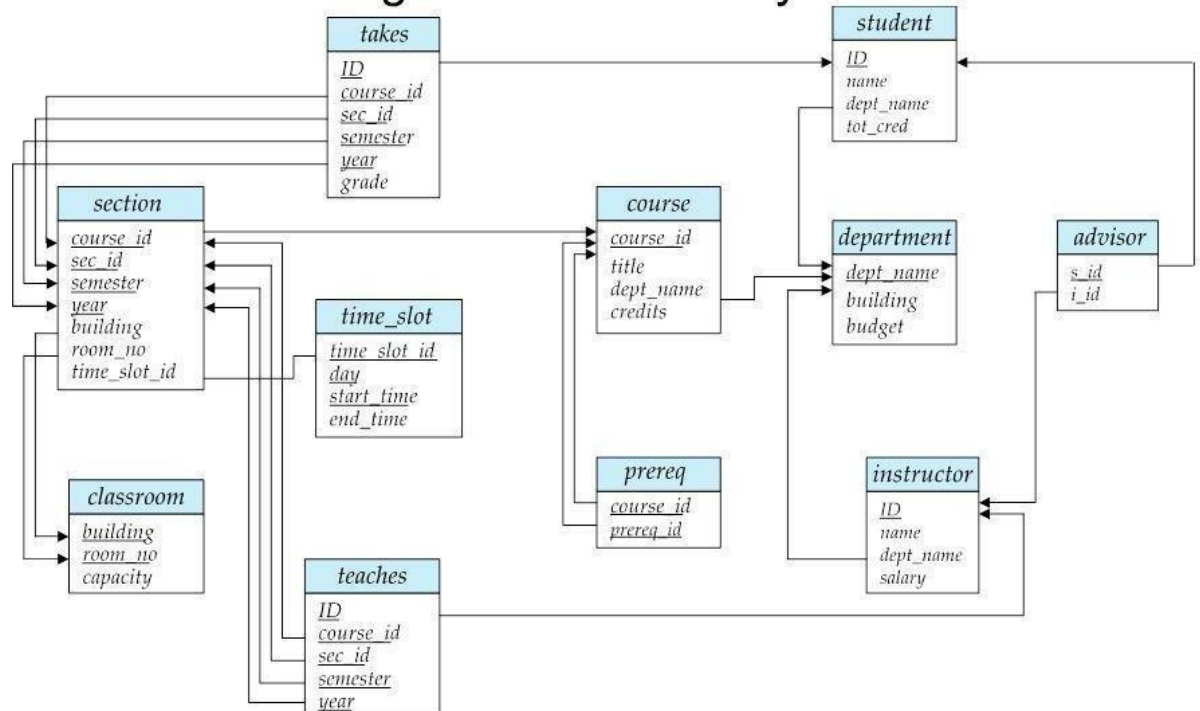 takes
ID
course_id
sec_id
semester
year
grade
student
ID
name
dept_name
tot_cred
section
course_id
sec_id
semester
year
building
room_no
time_slot_id
course
course_id
title
dept_name
credits
department
dept_name
building
budget
advisor
s_id
i_id
time_slot
time_slot_id
day
start_time
end_time
prereq
course_id
prereq_id
instructor
ID
name
dept_name
salary
classroom
building
room_no
capacity
teaches
ID
course_id
sec_id
semester
year